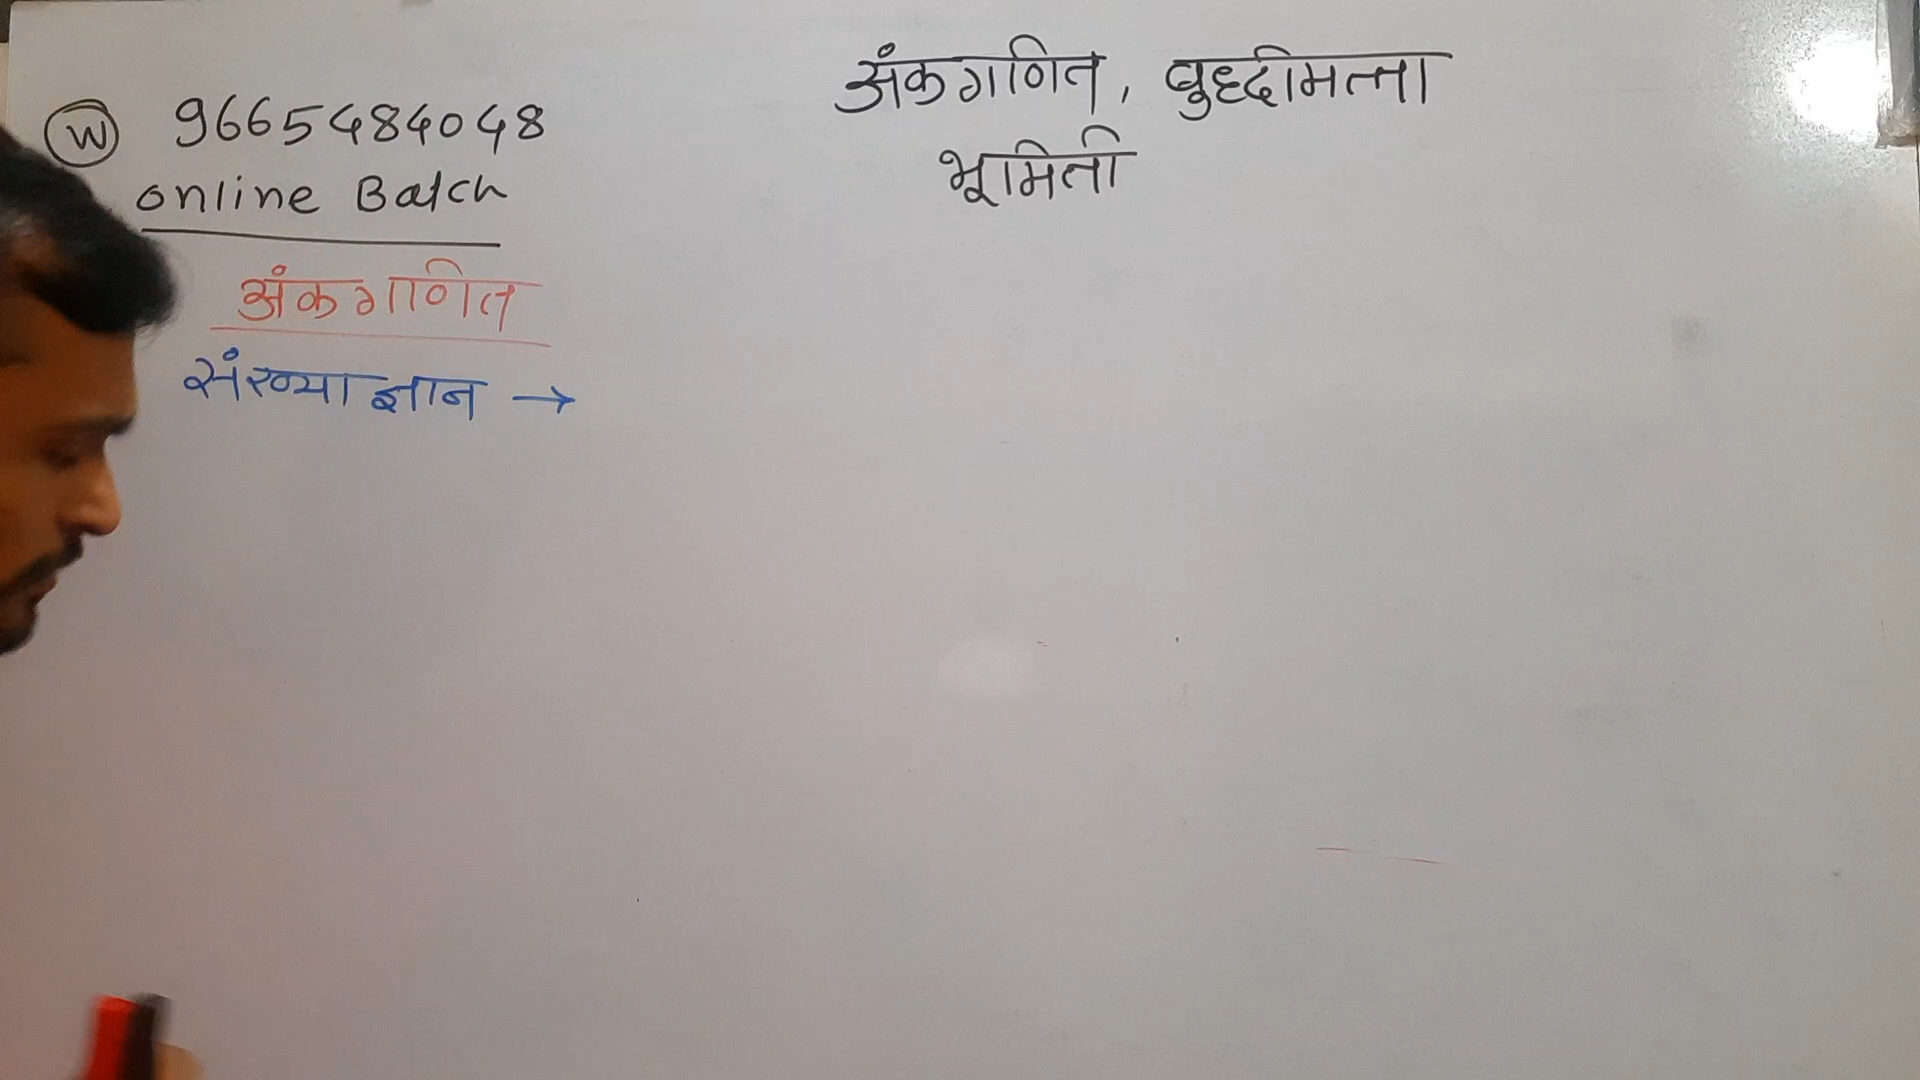 अंकगणित, बुध्दीमत्ता
भूमिती
W 9665484048
online Batch
अंकगणित
संख्या ज्ञान →